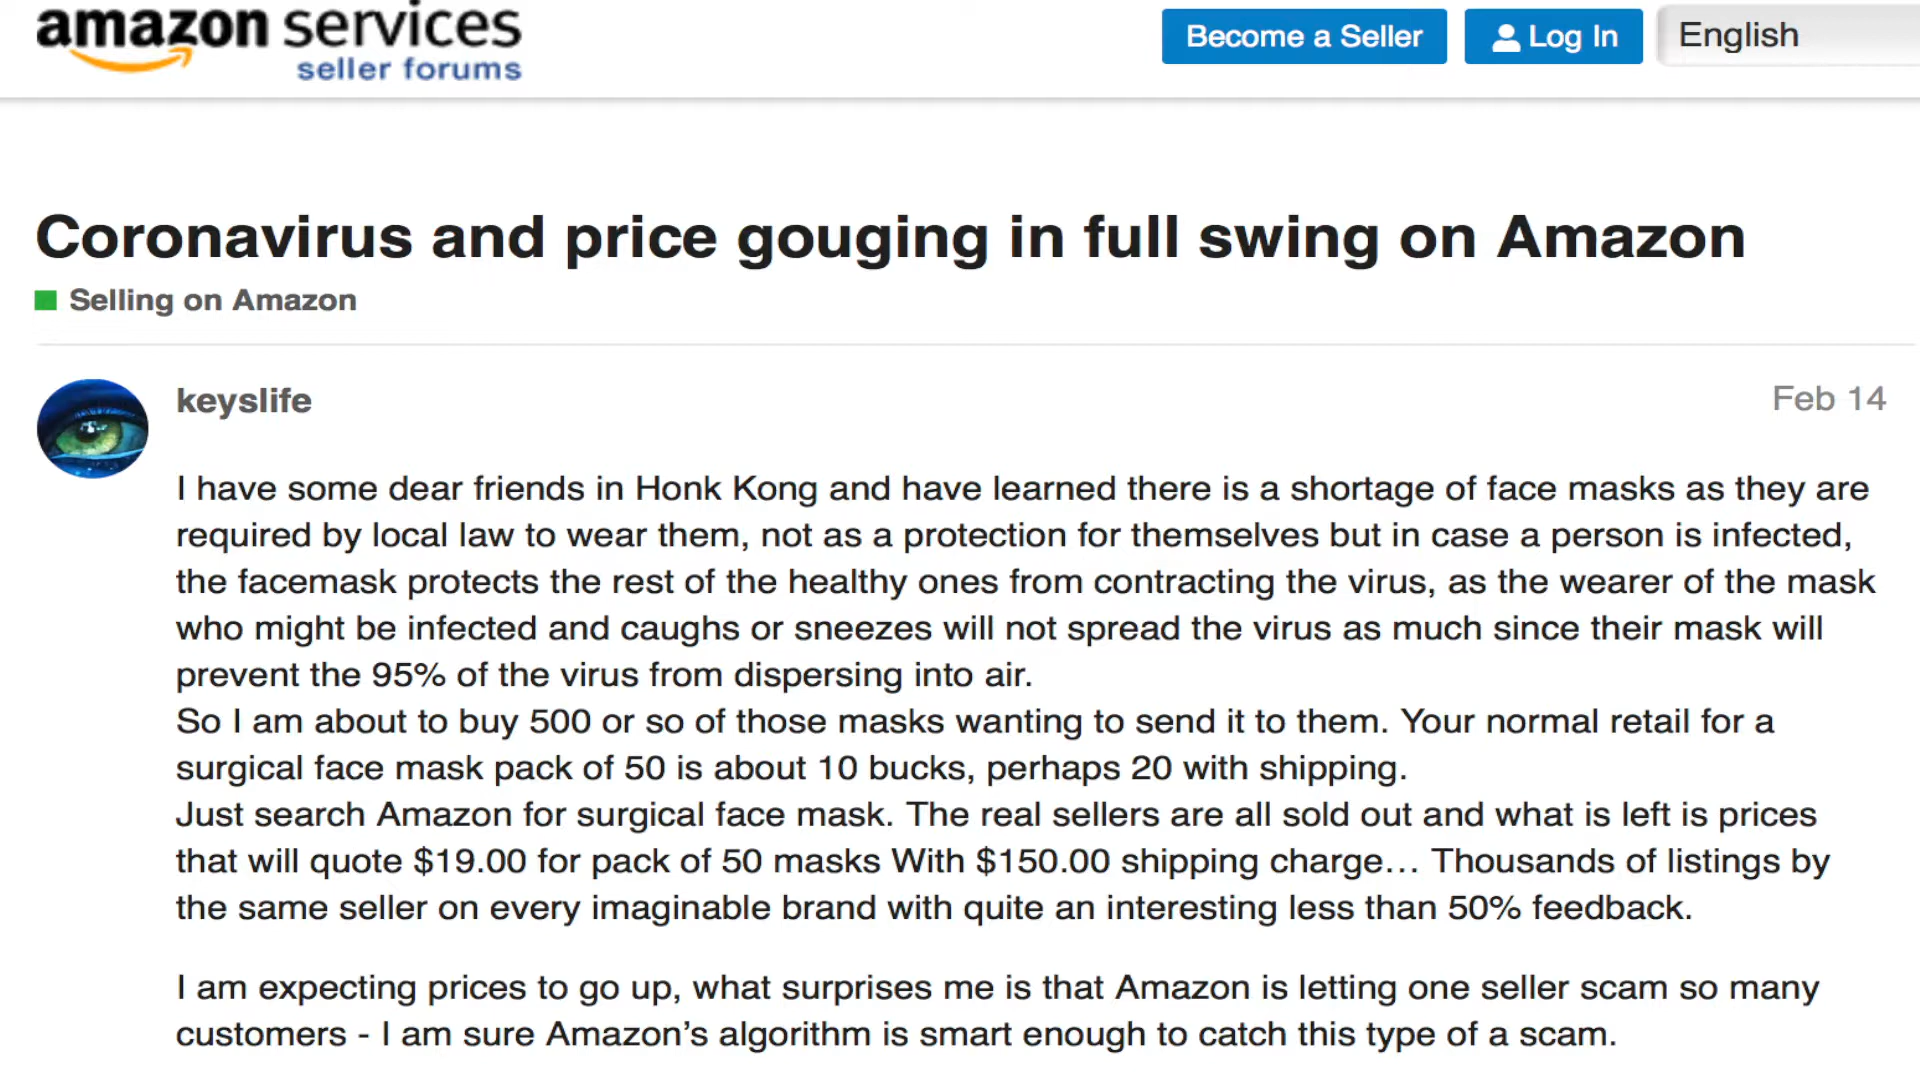 amazon services
seller forums
Become a Seller
Log In
English
Coronavirus and price gouging in full swing on Amazon
Selling on Amazon
keyslife
Feb 14
I have some dear friends in Honk Kong and have learned there is a shortage of face masks as they are
required by local law to wear them, not as a protection for themselves but in case a person is infected,
the facemask protects the rest of the healthy ones from contracting the virus, as the wearer of the mask
who might be infected and caughs or sneezes will not spread the virus as much since their mask will
prevent the 95% of the virus from dispersing into air.
So I am about to buy 500 or so of those masks wanting to send it to them. Your normal retail for a
surgical face mask pack of 50 is about 10 bucks, perhaps 20 with shipping.
Just search Amazon for surgical face mask. The real sellers are all sold out and what is left is prices
that will quote $19.00 for pack of 50 masks With $150.00 shipping charge… Thousands of listings by
the same seller on every imaginable brand with quite an interesting less than 50% feedback.
I am expecting prices to go up, what surprises me is that Amazon is letting one seller scam so many
customers - I am sure Amazon’s algorithm is smart enough to catch this type of a scam.